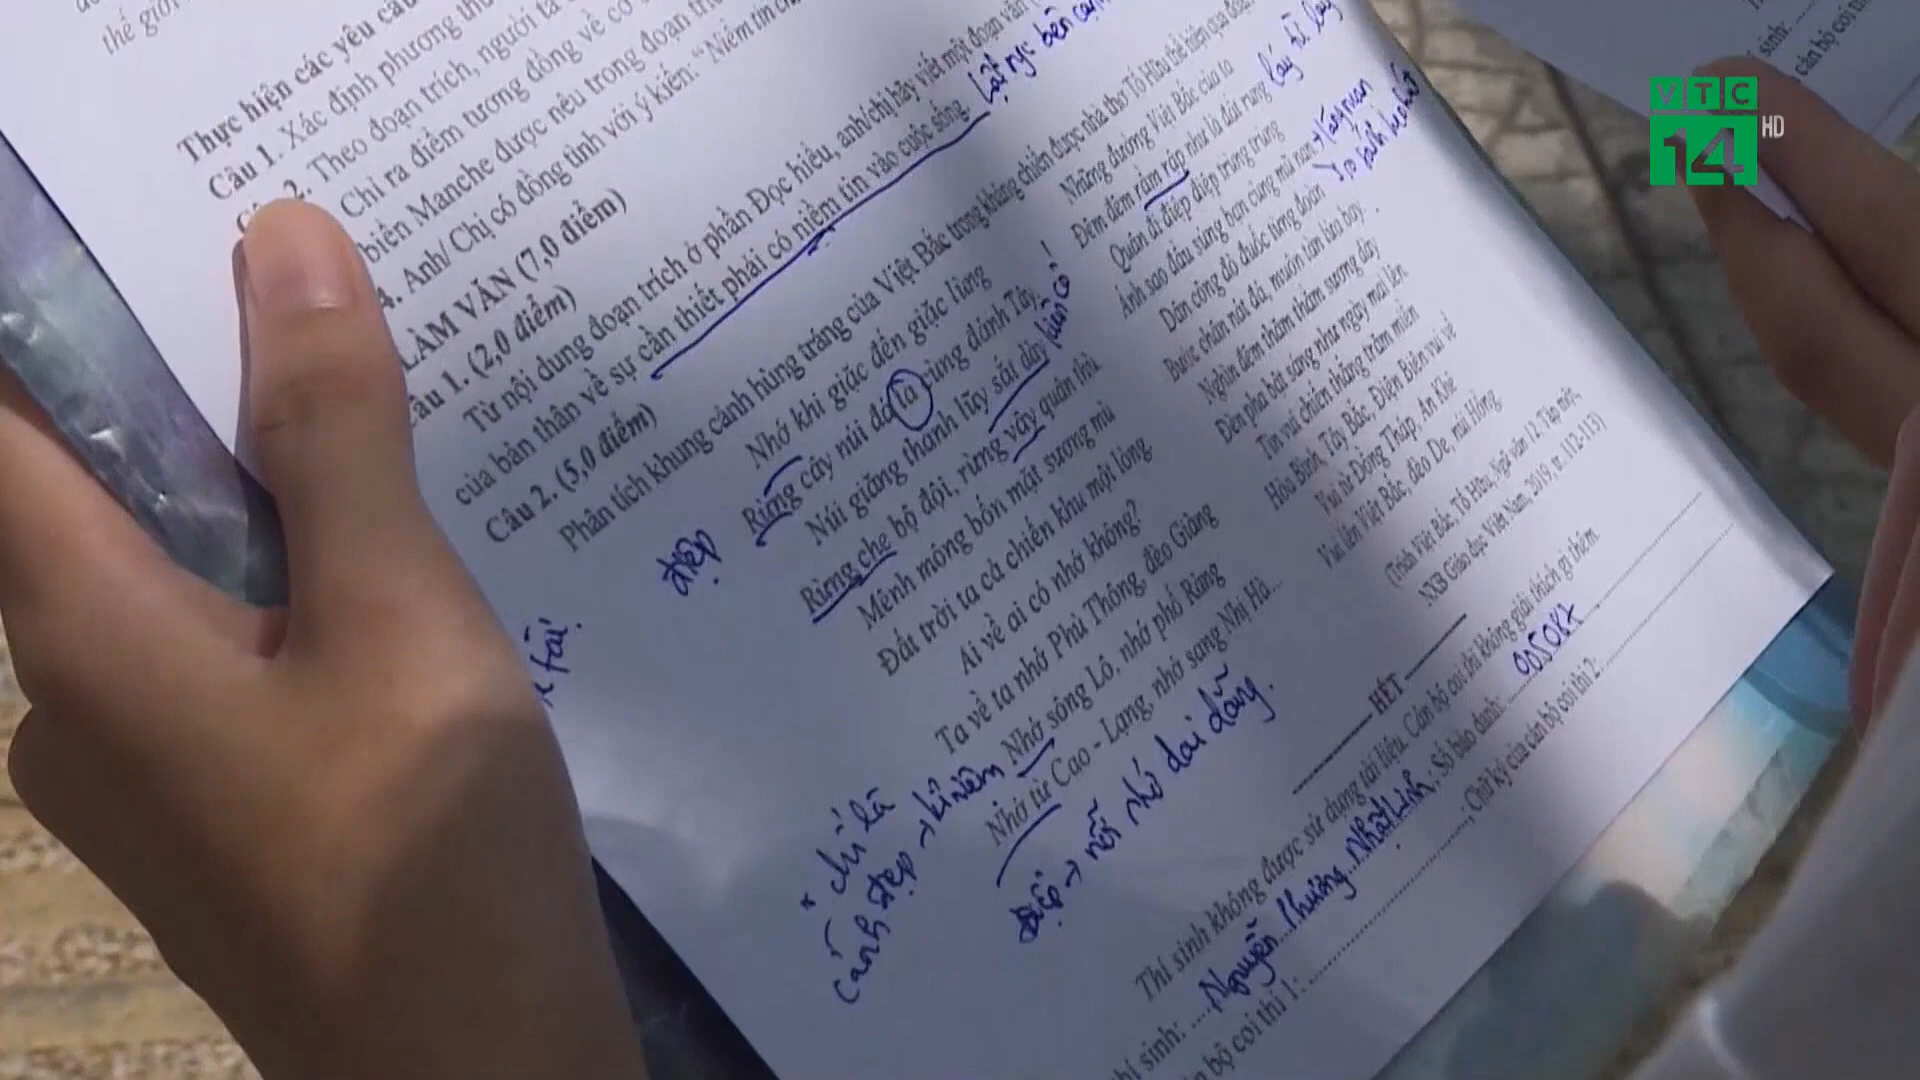 thế giới
Thực hiện các yêu cầu
Câu 1. Xác định phương thức
2. Theo đoạn trích, người ta
Chỉ ra điểm tương đồng về
biển Manche được nêu trong đoạn
4. Anh/ Chị có đồng tình với ý kiến: "Niềm tin
LÀM VĂN (7,0 điểm)
Câu 1. (2,0 điểm)
Từ nội dung đoạn trích ở phần Đọc hiểu, anh/chị hãy viết một đoạn văn
của bản thân về sự cần thiết phải có niềm tin vào cuộc sống.
Câu 2. (5,0 điểm)
Phân tích khung cảnh hùng tráng của Việt Bắc trong kháng chiến được nhà thơ Tố Hữu thể hiện qua đoạn
Nhớ khi giặc đến giặc lùng
Rừng cây núi đá ta cùng đánh Tây
Núi giăng thành lũy sắt dày
Rừng che bộ đội, rừng vây quân thù
Mênh mông bốn mặt sương mù
Đất trời ta cả chiến khu một lòng
Ai về ai có nhớ không?
Ta về ta nhớ Phủ Thông, đèo Giàng
Nhớ sông Lô, nhớ phố Ràng
Nhớ từ Cao - Lạng, nhớ sang Nhị Hà...
Những đường Việt Bắc của ta
Đêm đêm rầm rập như là đất rung
Quân đi điệp điệp trùng trùng
Ánh sao đầu súng bạn cùng mũ nan
Dân công đỏ đuốc từng đoàn
Bước chân nát đá, muôn tàn lửa bay.
Nghìn đêm thăm thẳm sương dày
Đèn pha bật sáng như ngày mai lên
Tin vui chiến thắng trăm miền
Hòa Bình, Tây Bắc, Điện Biên vui về
Vui từ Đồng Tháp, An Khê
Vui lên Việt Bắc, đèo De, núi Hồng
(Trích Việt Bắc, Tố Hữu, Ngữ văn 12, Tập một,
NXB Giáo dục Việt Nam, 2019, tr. 112-113)
HẾT
Thí sinh không được sử dụng tài liệu. Cán bộ coi thi không giải thích gì thêm.
thí sinh: Nguyễn Phương Nhật Linh. Số báo danh: 005087
bộ coi thi 1: Chữ ký của cán bộ coi thi 2:
điệp
* chí là
cảnh đẹp → kỉ niệm
điệp → nỗi nhớ dai dẳng.
sinh:
cán bộ coi thi
VTC
14 HD